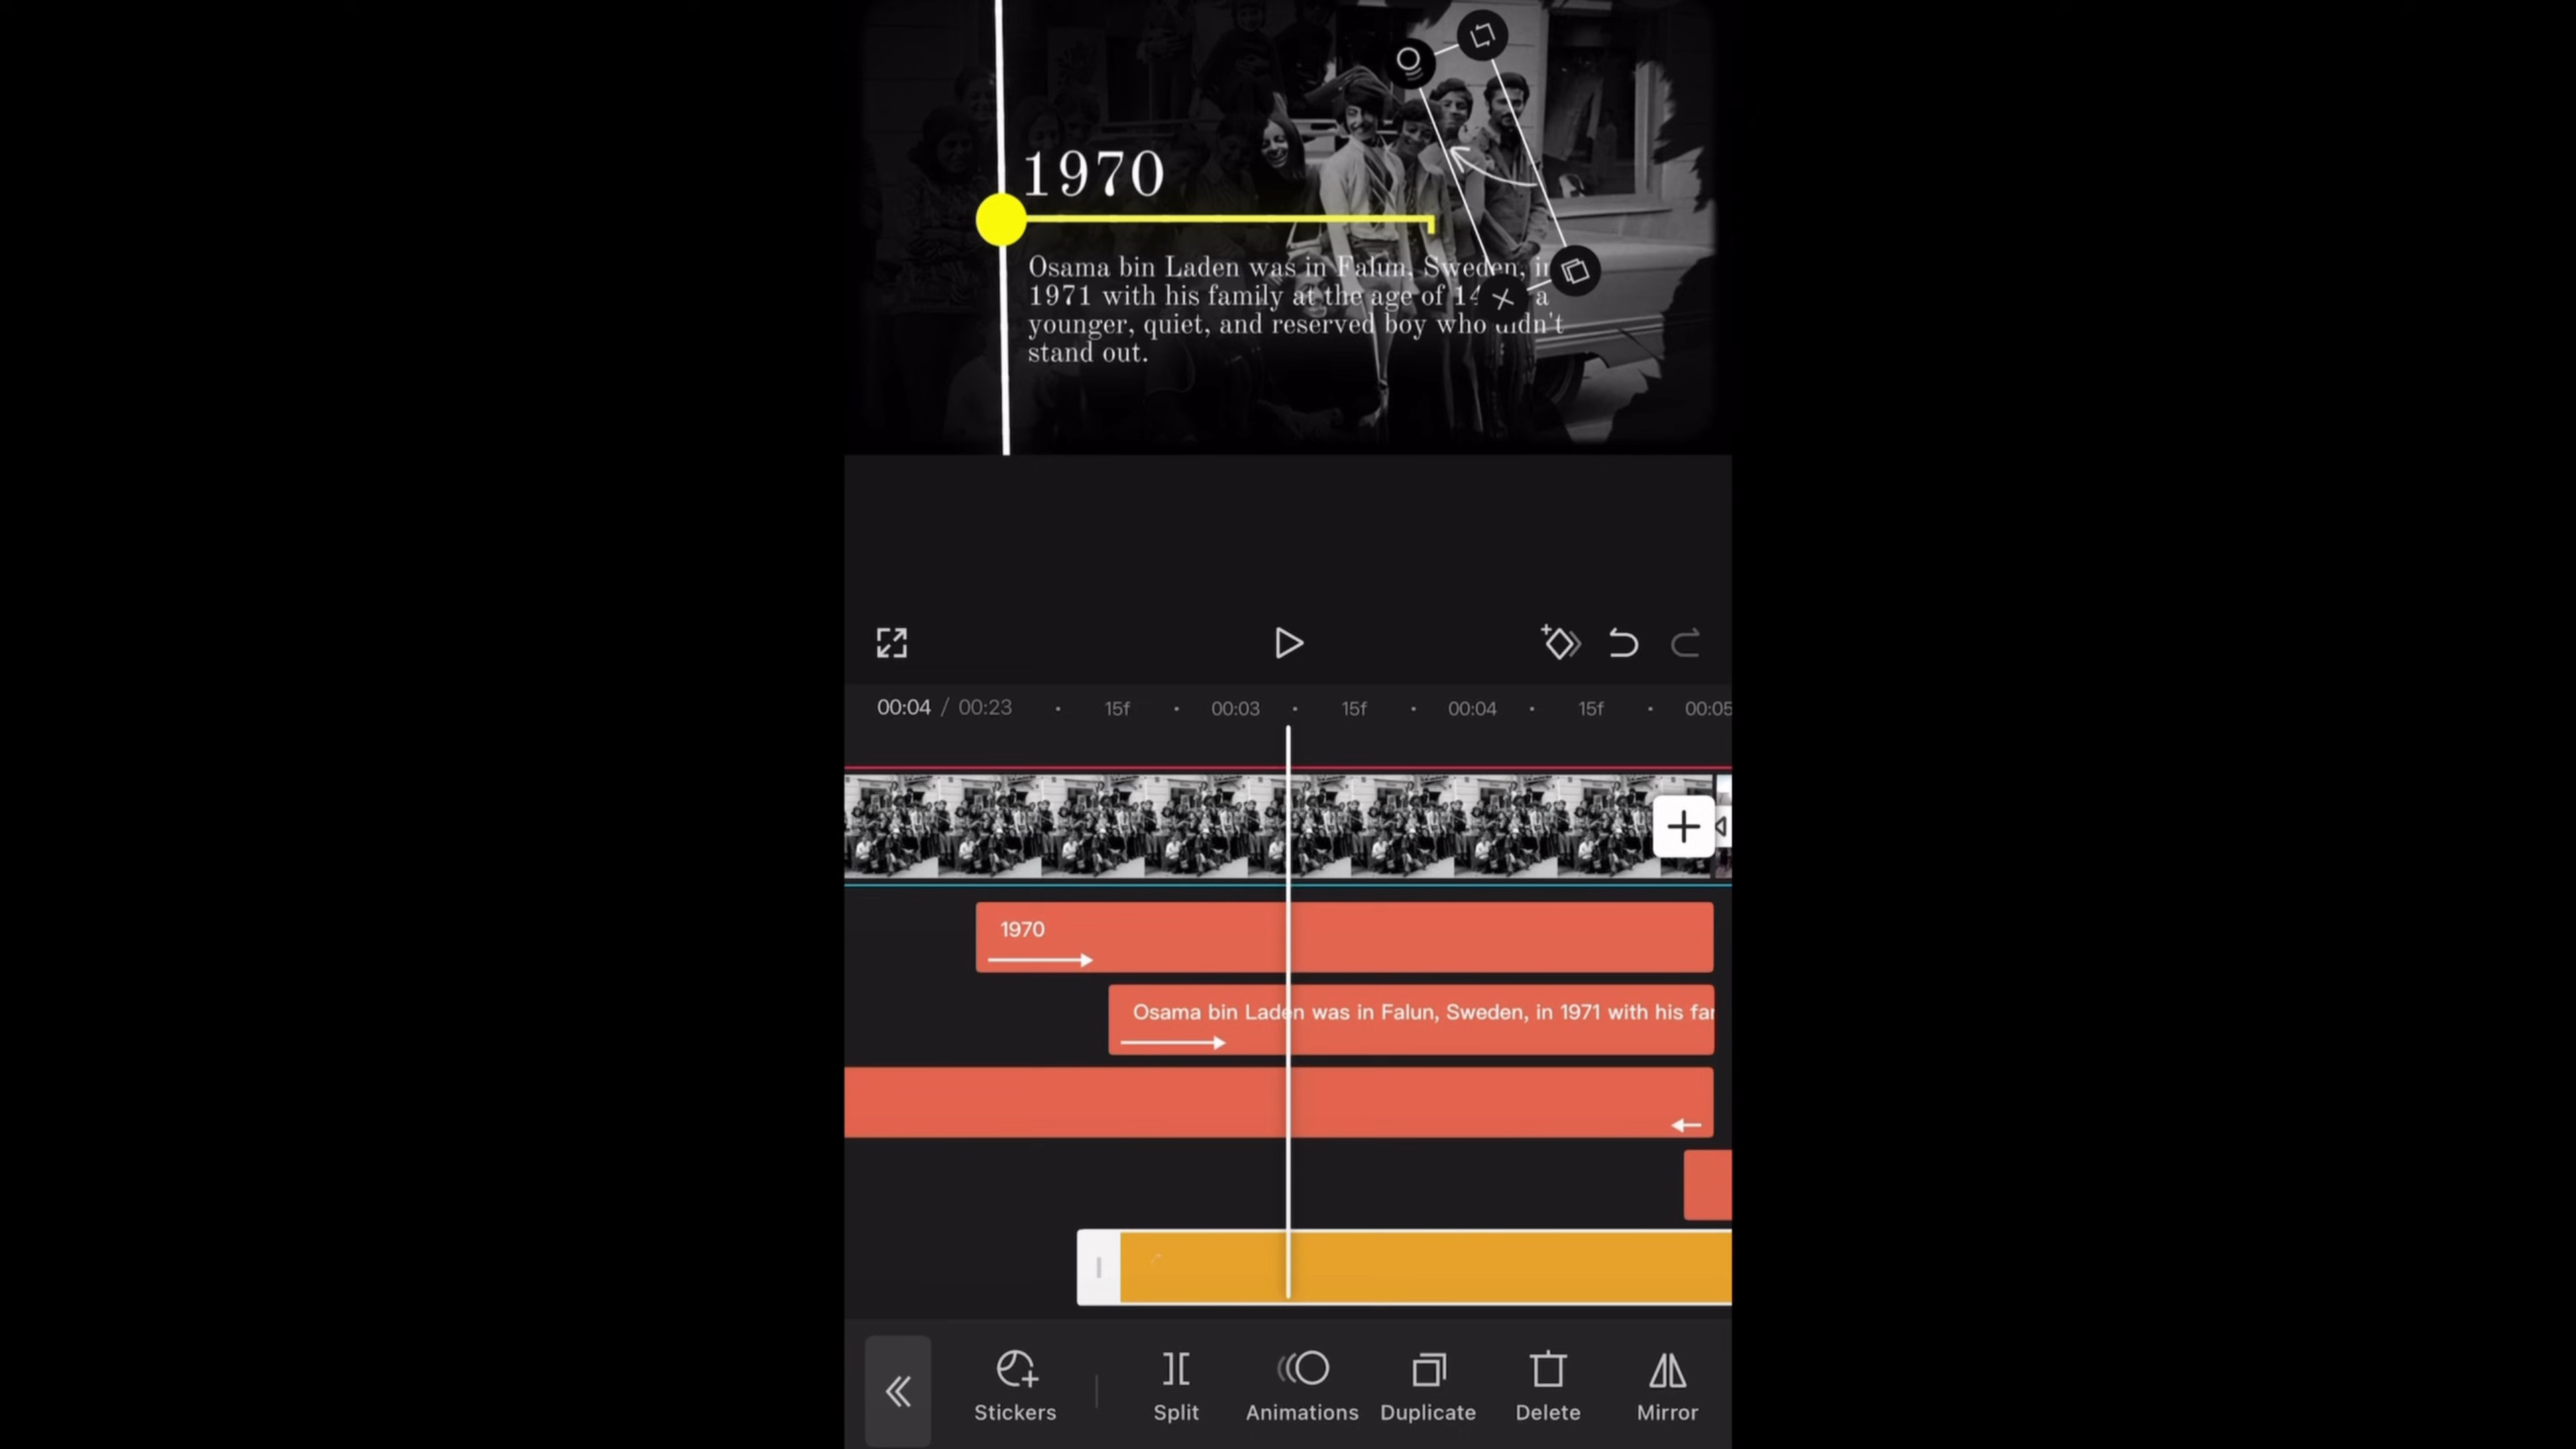 1970
Osama bin Laden was in Falun, Sweden, in
1971 with his family at the age of 14 a
younger, quiet, and reserved boy who didn't
stand out.
00:04 / 00:23 15f 00:03 15f 00:04 15f 00:05
1970
Osama bin Laden was in Falun, Sweden, in 1971 with his far
Stickers Split Animations Duplicate Delete Mirror